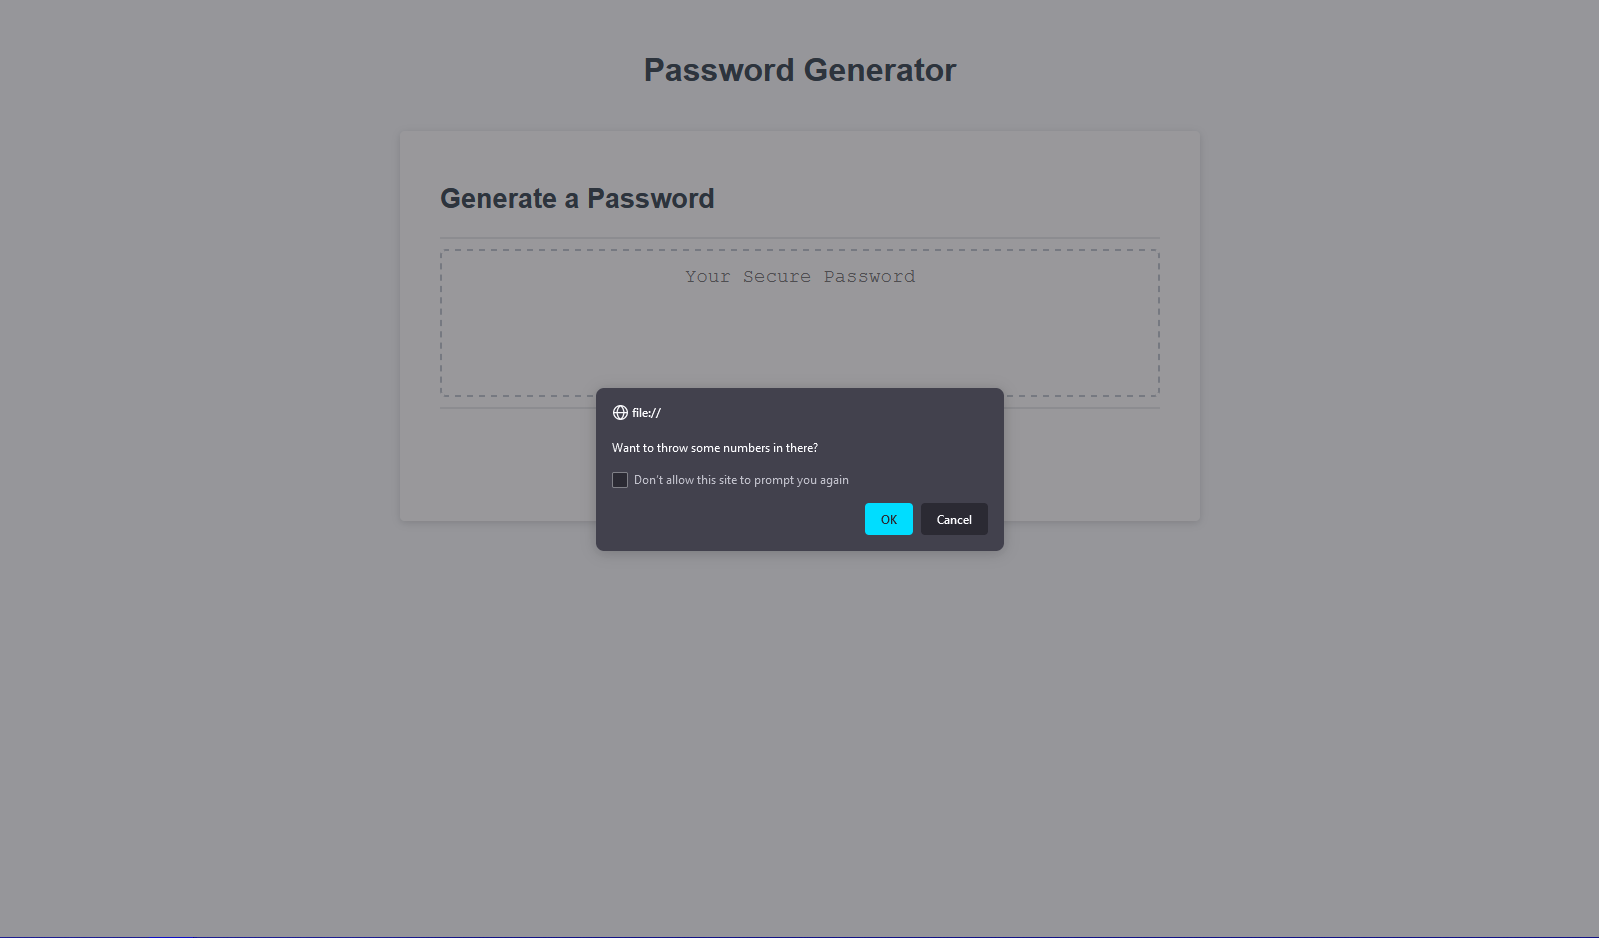 Password Generator
Generate a Password
Your Secure Password
file://
Want to throw some numbers in there?
Don't allow this site to prompt you again
OK Cancel